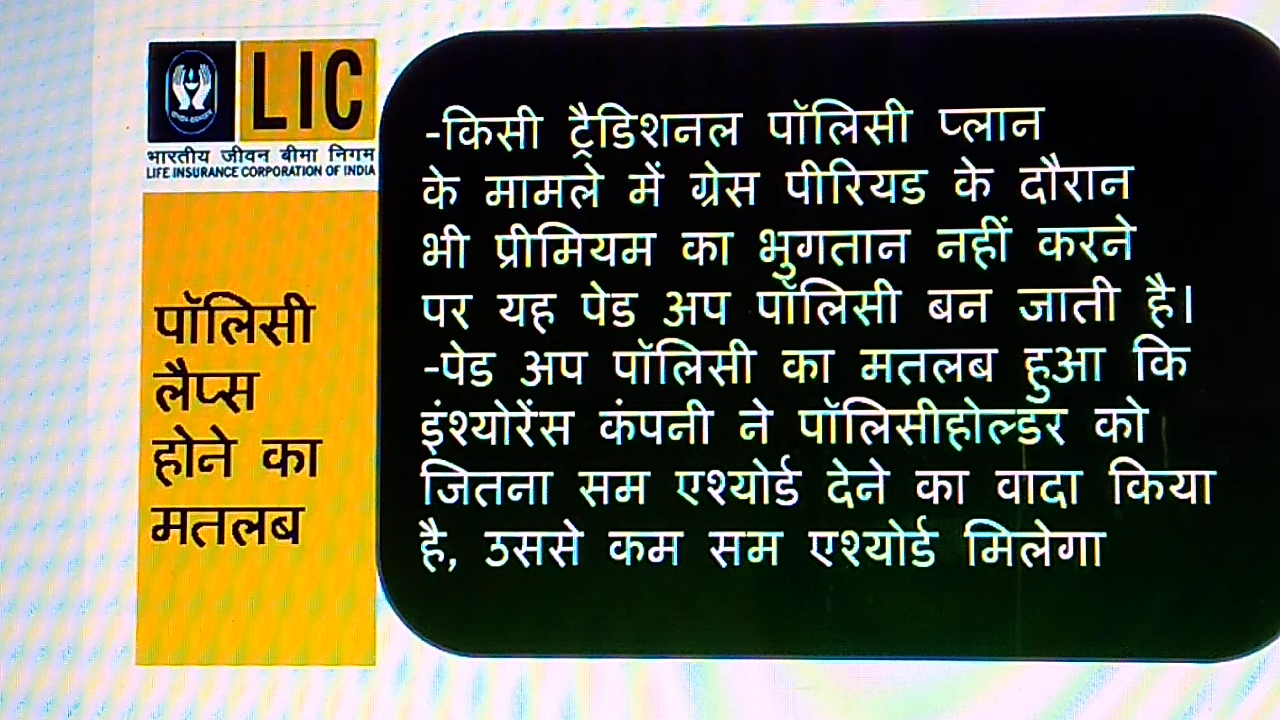 LIC
भारतीय जीवन बीमा निगम
LIFE INSURANCE CORPORATION OF INDIA
पॉलिसी
लैप्स
होने का
मतलब
-किसी ट्रैडिशनल पॉलिसी प्लान
के मामले में ग्रेस पीरियड के दौरान
भी प्रीमियम का भुगतान नहीं करने
पर यह पेड अप पॉलिसी बन जाती है।
-पेड अप पॉलिसी का मतलब हुआ कि
इंश्योरेंस कंपनी ने पॉलिसीहोल्डर को
जितना सम एश्योर्ड देने का वादा किया
है, उससे कम सम एश्योर्ड मिलेगा